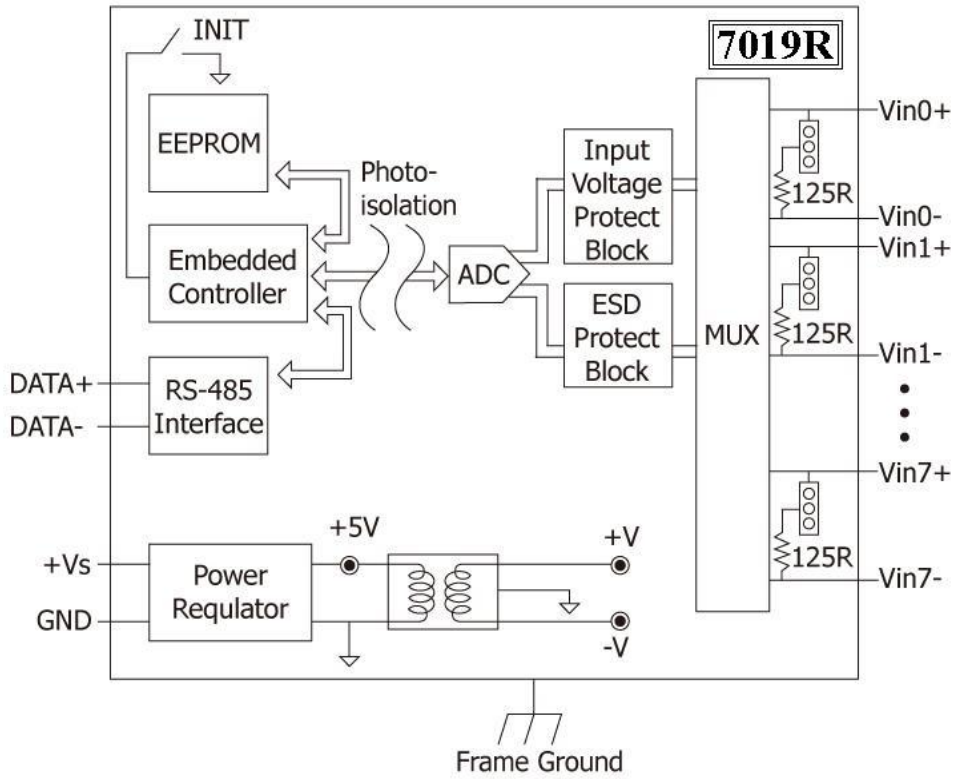 INIT
7019R
EEPROM
Photo-
isolation
Input
Voltage
Protect
Block
Vin0+
125R
Vin0-
Embedded
Controller
ADC
ESD
Protect
Block
MUX
Vin1+
125R
Vin1-
DATA+
DATA-
RS-485
Interface
Vin7+
125R
Vin7-
+Vs
GND
Power
Requlator
+5V
+V
-V
Frame Ground